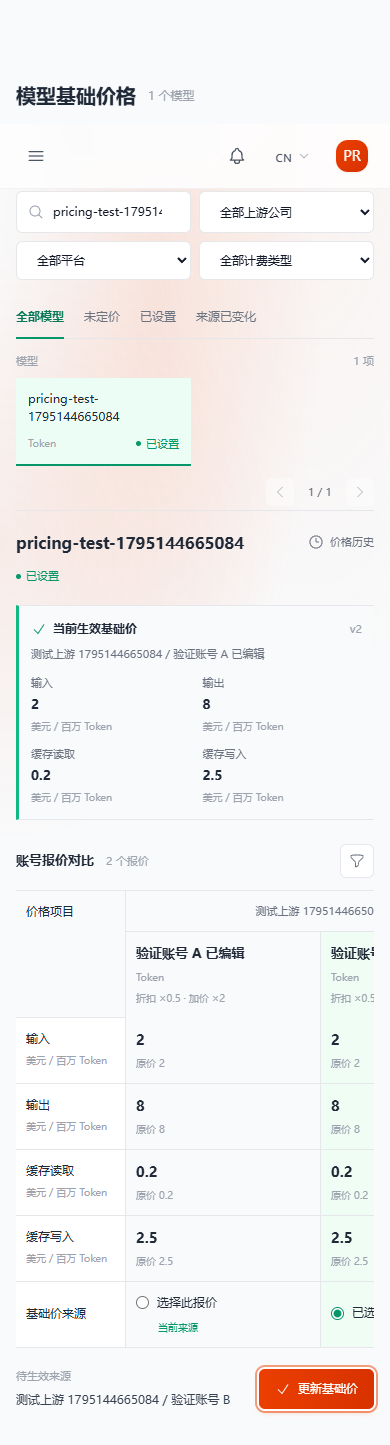 模型基础价格 1 个模型
CN PR
pricing-test-17951 全部上游公司
全部平台 全部计费类型
全部模型 未定价 已设置 来源已变化
模型 1 项
pricing-test-
1795144665084
Token 已设置
1 / 1
pricing-test-1795144665084 价格历史
已设置
当前生效基础价 v2
测试上游 1795144665084 / 验证账号 A 已编辑
输入 输出
2 8
美元 / 百万 Token 美元 / 百万 Token
缓存读取 缓存写入
0.2 2.5
美元 / 百万 Token 美元 / 百万 Token
账号报价对比 2 个报价
价格项目 测试上游 17951446650
验证账号 A 已编辑 验证账号
Token Token
折扣 ×0.5 · 加价 ×2 折扣 ×0.5
输入 2 2
美元 / 百万 Token 原价 2 原价 2
输出 8 8
美元 / 百万 Token 原价 8 原价 8
缓存读取 0.2 0.2
美元 / 百万 Token 原价 0.2 原价 0.2
缓存写入 2.5 2.5
美元 / 百万 Token 原价 2.5 原价 2.5
基础价来源 选择此报价 已选
当前来源
待生效来源
测试上游 1795144665084 / 验证账号 B 更新基础价